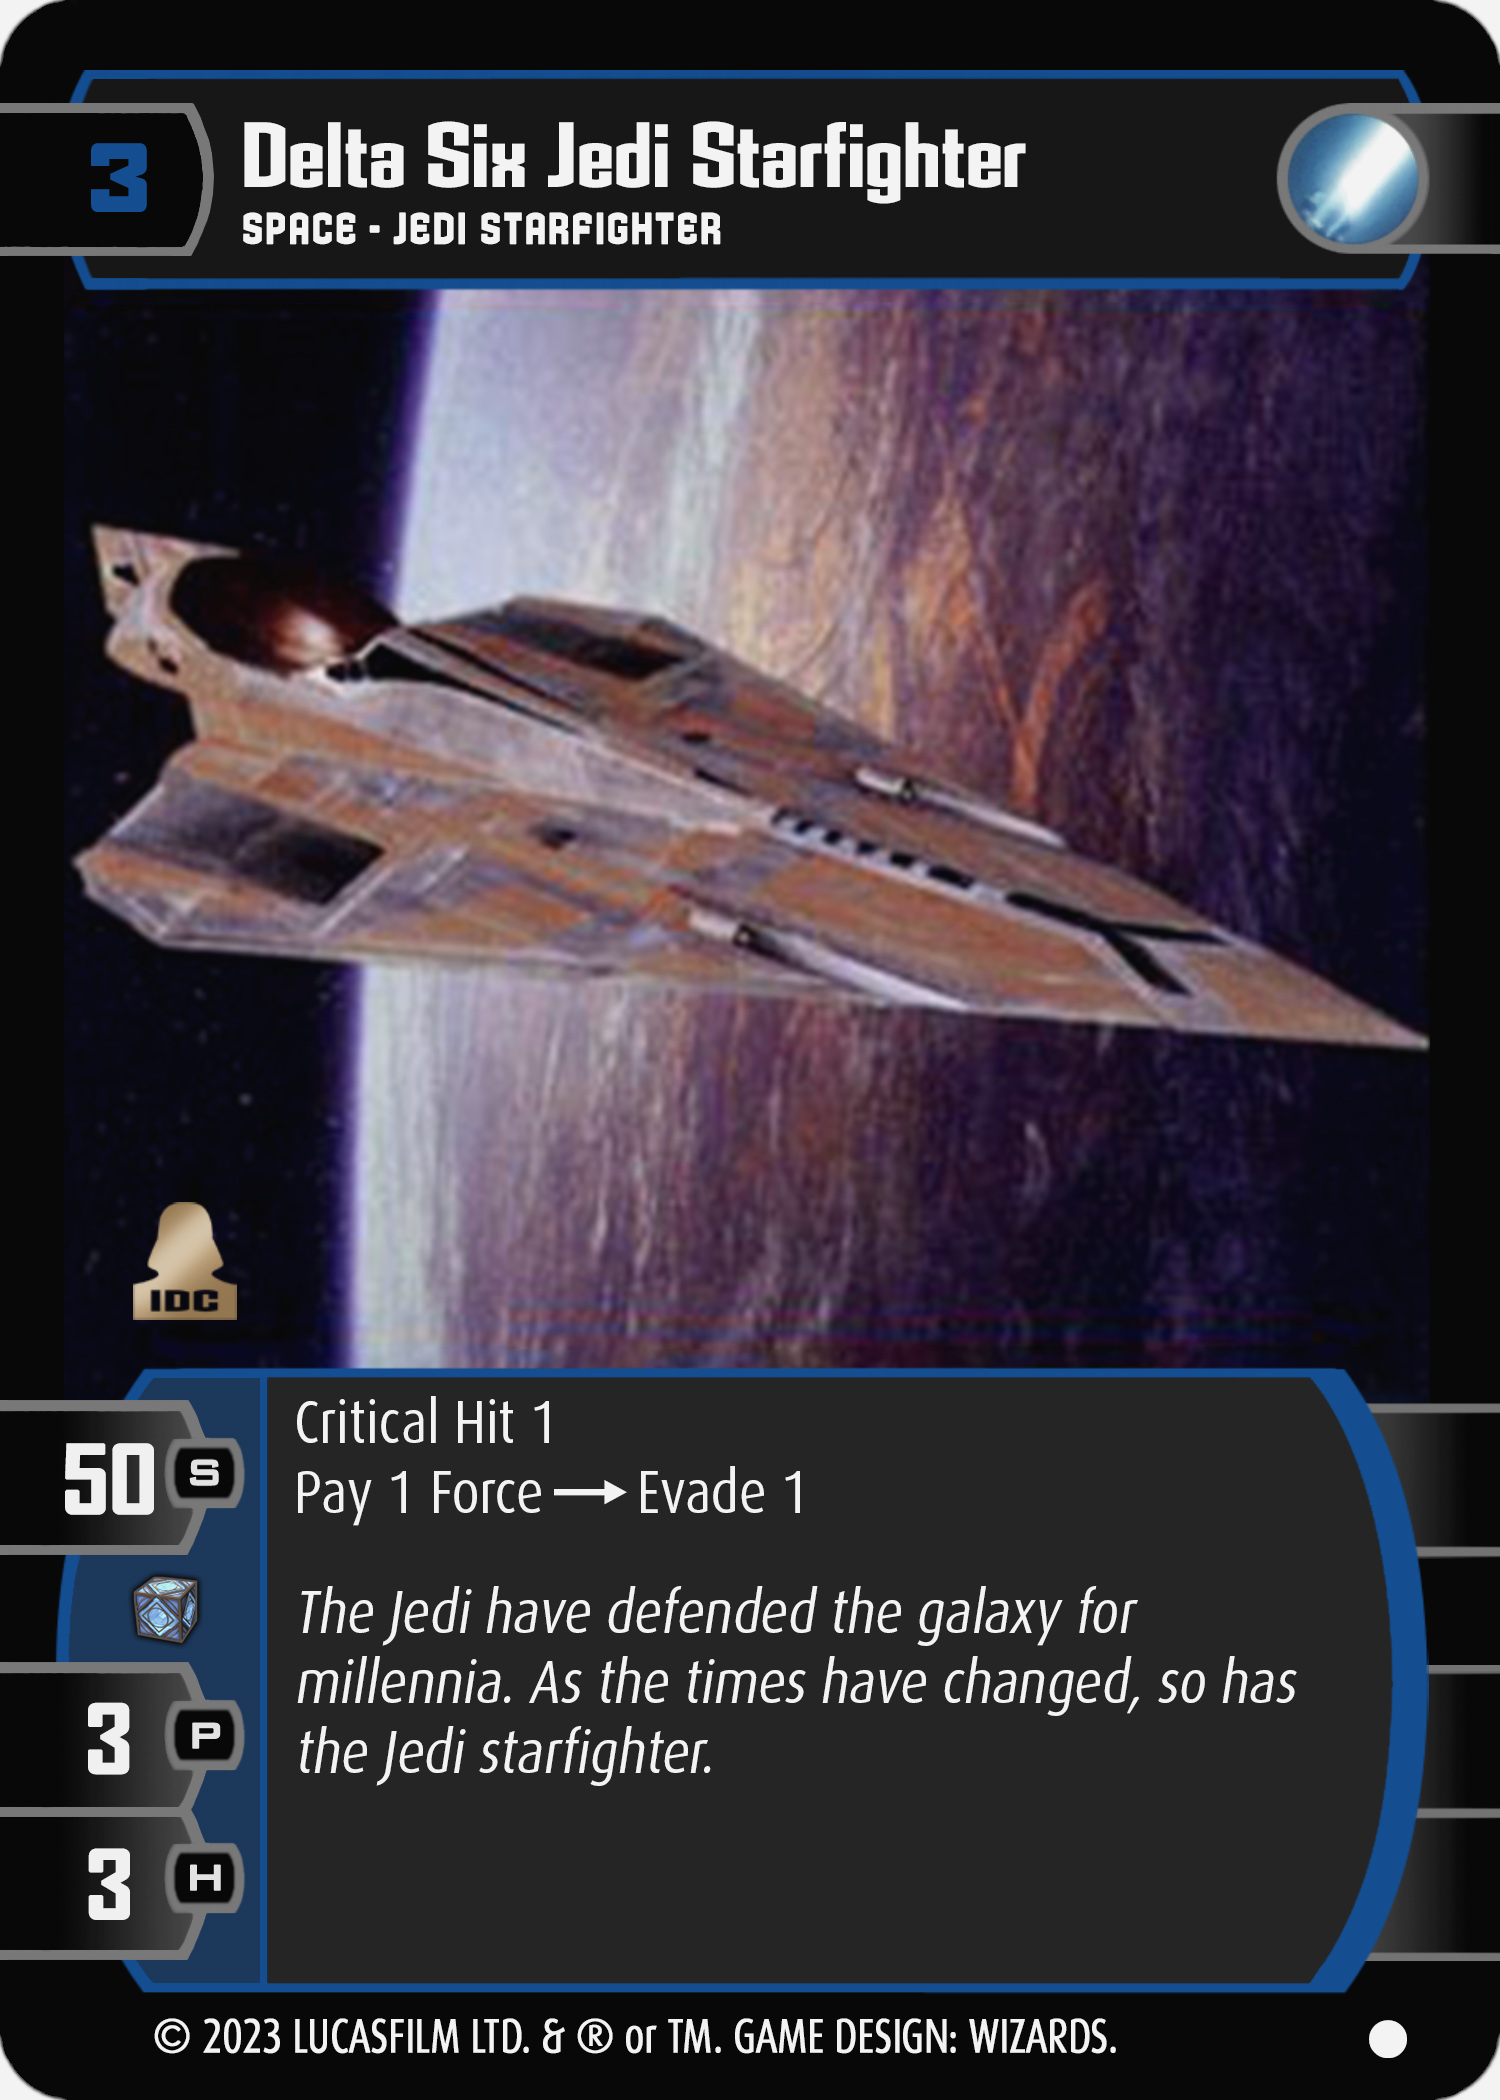 3
Delta Six Jedi Starfighter
SPACE - JEDI STARFIGHTER
IDC
50 S
Critical Hit 1
Pay 1 Force → Evade 1
The Jedi have defended the galaxy for
millennia. As the times have changed, so has
the Jedi starfighter.
3 P
3 H
© 2023 LUCASFILM LTD. & ® or TM. GAME DESIGN: WIZARDS.